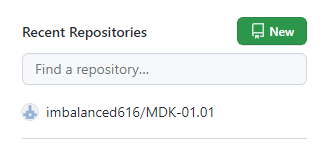 Recent Repositories
New
Find a repository...
imbalanced616/MDK-01.01